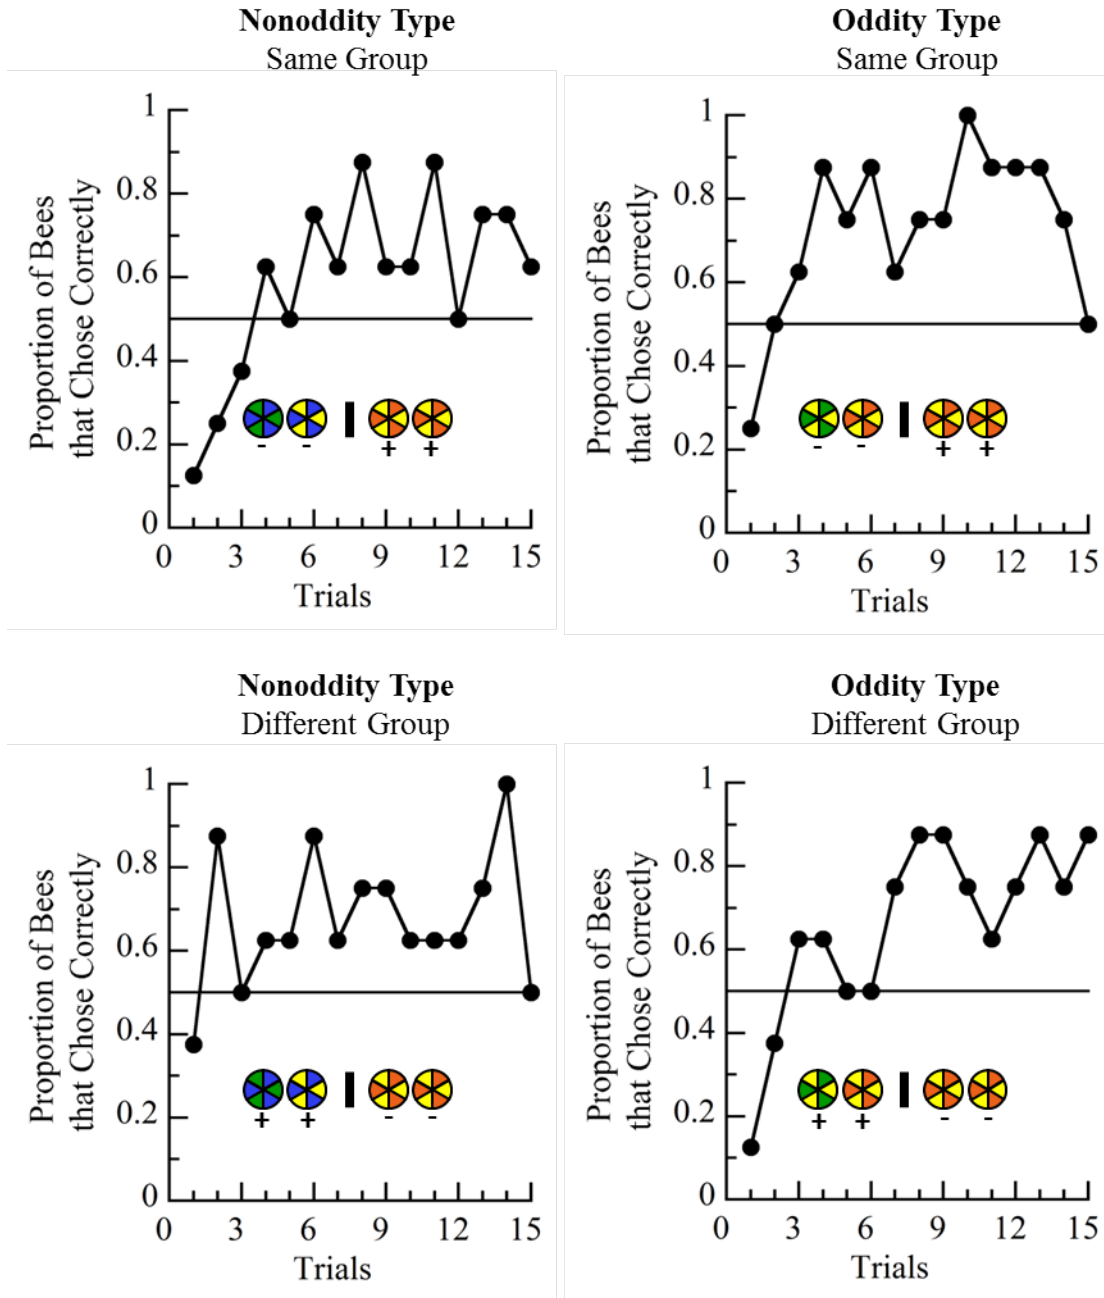 Nonoddity Type
Same Group
Proportion of Bees
that Chose Correctly
1
0.8
0.6
0.4
0.2
0
- - + +
0 3 6 9 12 15
Trials
Oddity Type
Same Group
Proportion of Bees
that Chose Correctly
1
0.8
0.6
0.4
0.2
0
- - + +
0 3 6 9 12 15
Trials
Nonoddity Type
Different Group
Proportion of Bees
that Chose Correctly
1
0.8
0.6
0.4
0.2
0
+ + - -
0 3 6 9 12 15
Trials
Oddity Type
Different Group
Proportion of Bees
that Chose Correctly
1
0.8
0.6
0.4
0.2
0
+ + - -
0 3 6 9 12 15
Trials